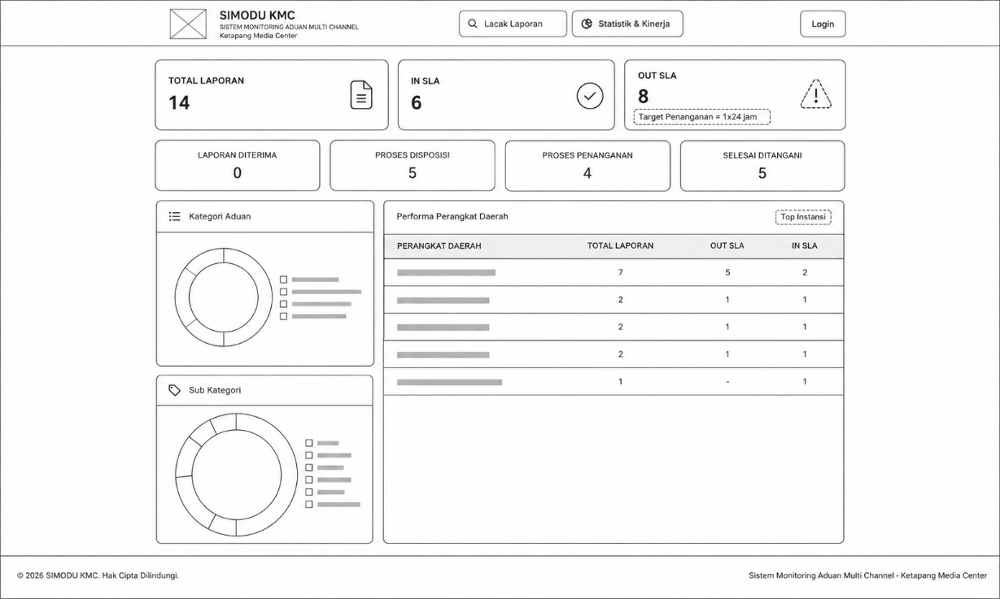 SIMODU KMC
SISTEM MONITORING ADUAN MULTI CHANNEL
Ketapang Media Center
Lacak Laporan
Statistik & Kinerja
Login
TOTAL LAPORAN
14
IN SLA
6
OUT SLA
8
Target Penanganan = 1x24 jam
LAPORAN DITERIMA
0
PROSES DISPOSISI
5
PROSES PENANGANAN
4
SELESAI DITANGANI
5
Kategori Aduan
Sub Kategori
Performa Perangkat Daerah
Top Instansi
PERANGKAT DAERAH TOTAL LAPORAN OUT SLA IN SLA
7 5 2
2 1 1
2 1 1
2 1 1
1 - 1
© 2026 SIMODU KMC. Hak Cipta Dilindungi.
Sistem Monitoring Aduan Multi Channel - Ketapang Media Center